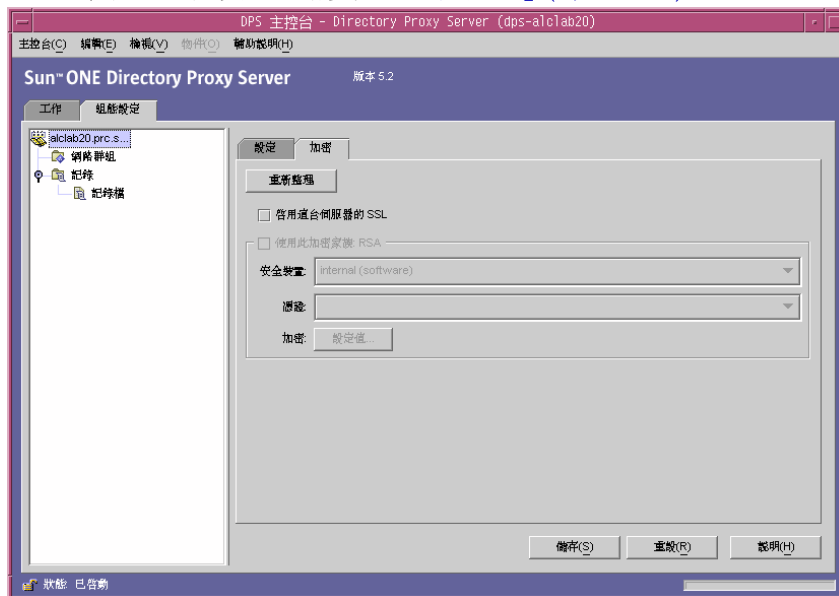 DPS 主控台 - Directory Proxy Server (dps-alclab20)
主控台(C) 編輯(E) 檢視(V) 物件(O) 輔助說明(H)
Sun™ ONE Directory Proxy Server 版本 5.2
工作 組態設定
alclab20.prc.s...
網路群組
記錄
記錄檔
設定 加密
重新整理
啓用這台伺服器的 SSL
使用此加密家族: RSA
安全裝置: internal (software)
憑證:
加密: 設定值...
儲存(S) 重設(R) 說明(H)
狀態: 已啓動